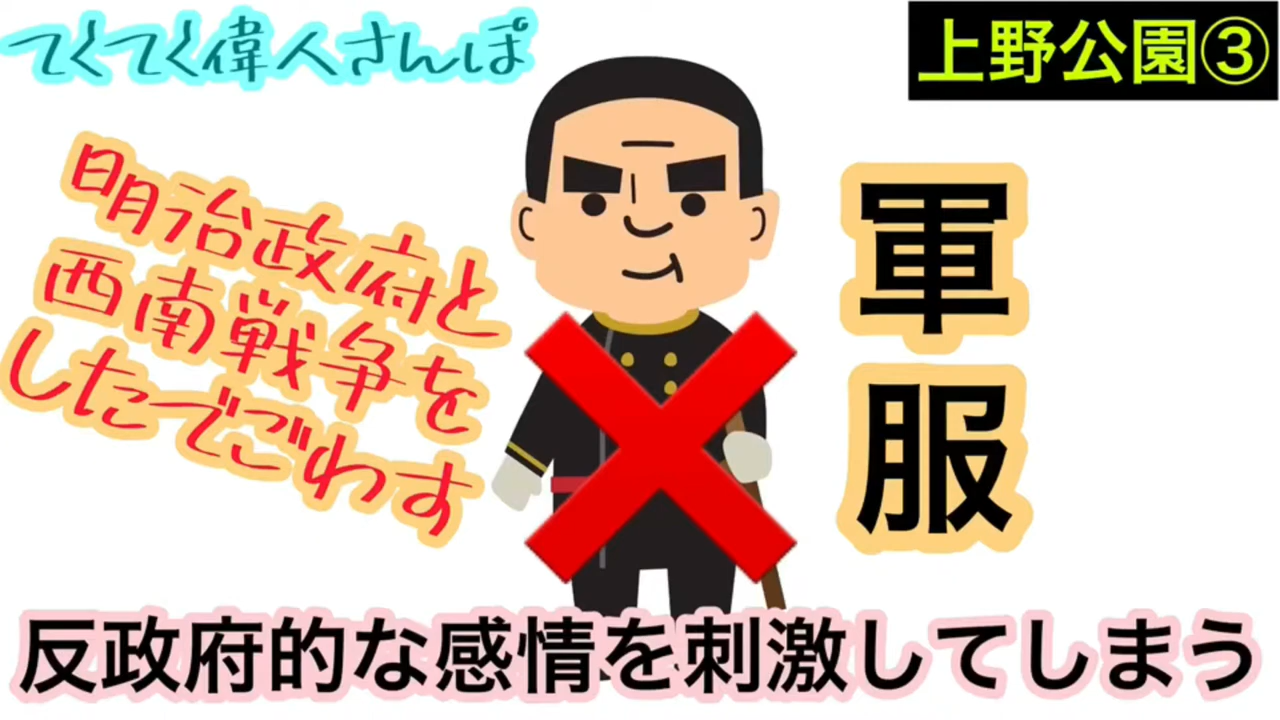 てくてく偉人さんぽ
上野公園③
明治政府と
西南戦争を
したでごわす
軍服
反政府的な感情を刺激してしまう